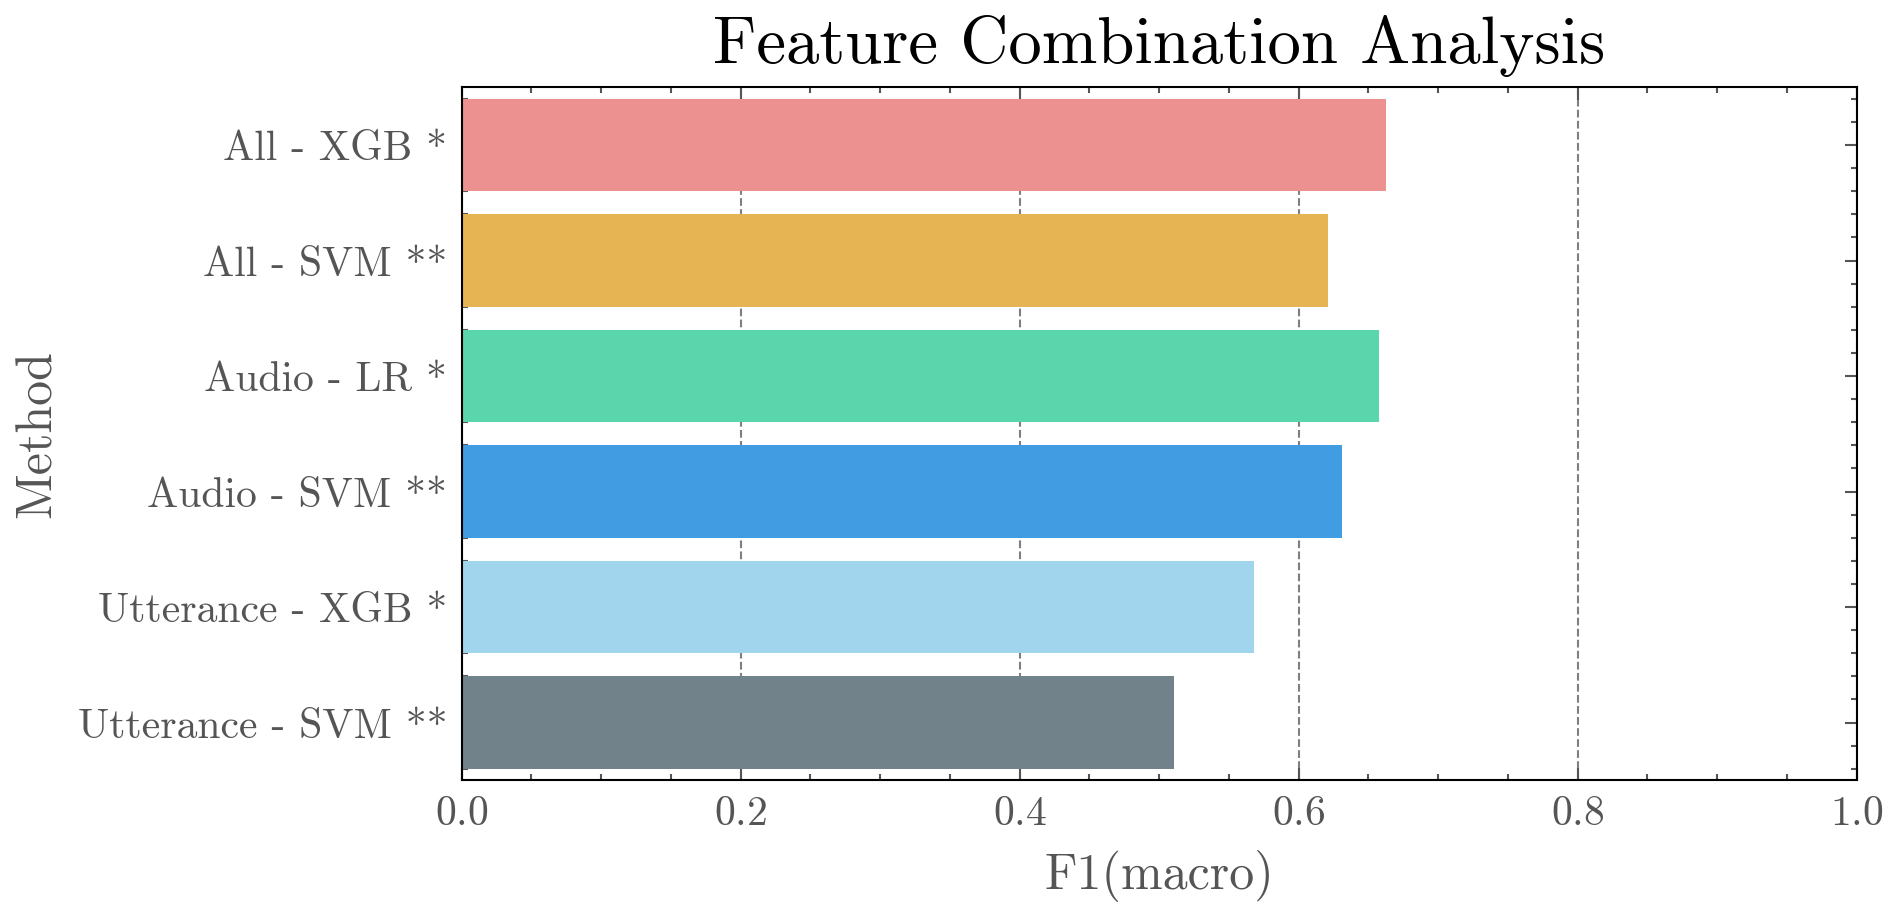 Feature Combination Analysis
All - XGB *
All - SVM **
Audio - LR *
Audio - SVM **
Utterance - XGB *
Utterance - SVM **
Method
0.0 0.2 0.4 0.6 0.8 1.0
F1(macro)